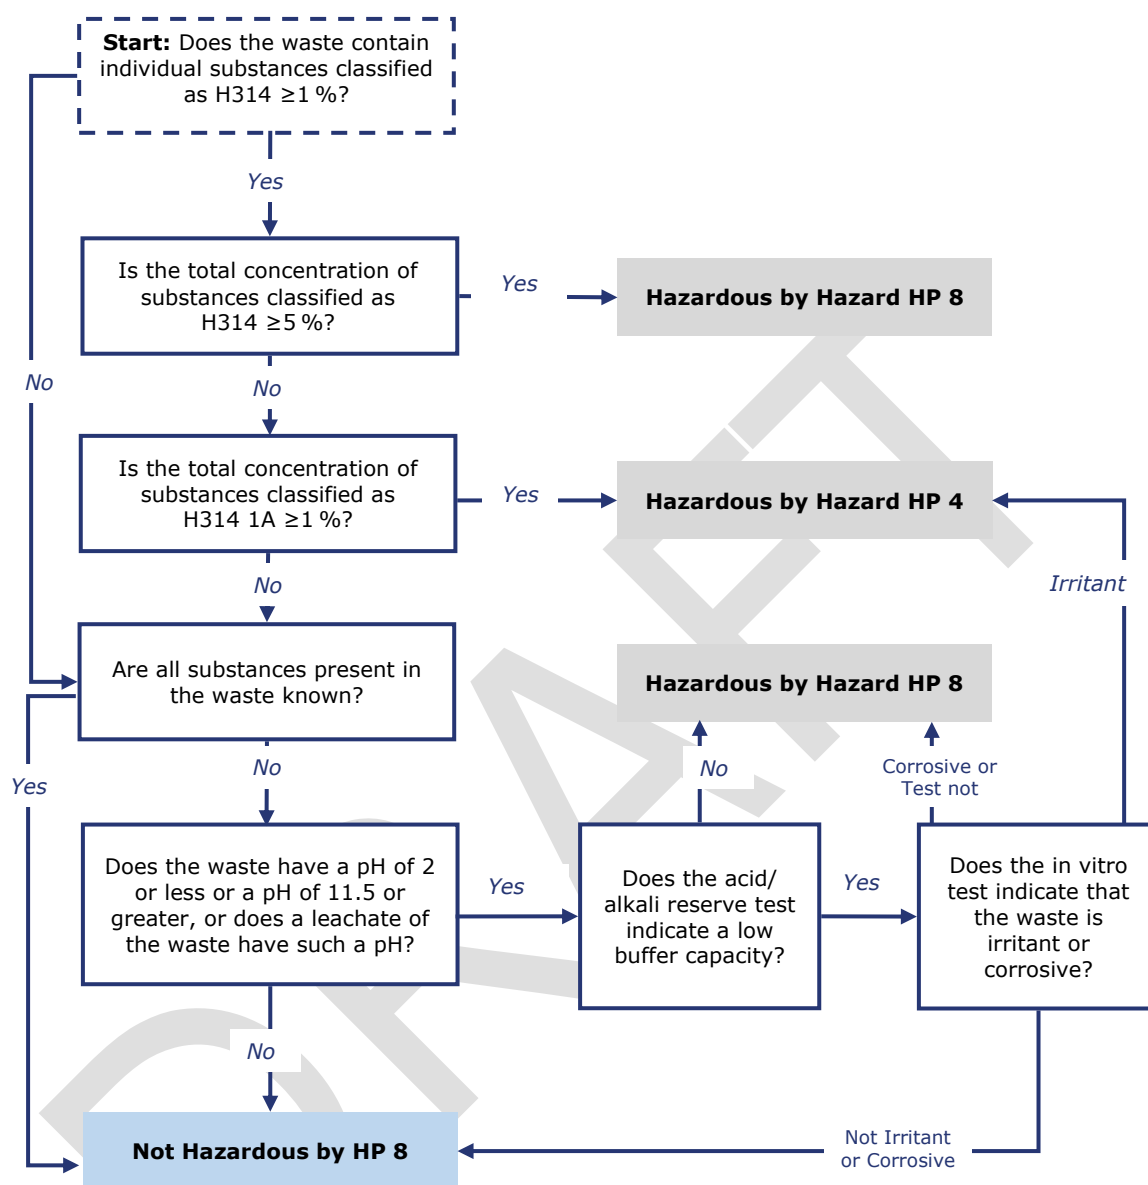 Start: Does the waste contain
individual substances classified
as H314 ≥1 %?
Yes
Is the total concentration of
substances classified as
H314 ≥5 %?
Yes
Hazardous by Hazard HP 8
No
No
Is the total concentration of
substances classified as
H314 1A ≥1 %?
Yes
Hazardous by Hazard HP 4
No
Irritant
Are all substances present in
the waste known?
Hazardous by Hazard HP 8
Yes
No
No
Corrosive or
Test not
Does the waste have a pH of 2
or less or a pH of 11.5 or
greater, or does a leachate of
the waste have such a pH?
Yes
Does the acid/
alkali reserve test
indicate a low
buffer capacity?
Yes
Does the in vitro
test indicate that
the waste is
irritant or
corrosive?
No
Not Hazardous by HP 8
Not Irritant
or Corrosive
DRAFT